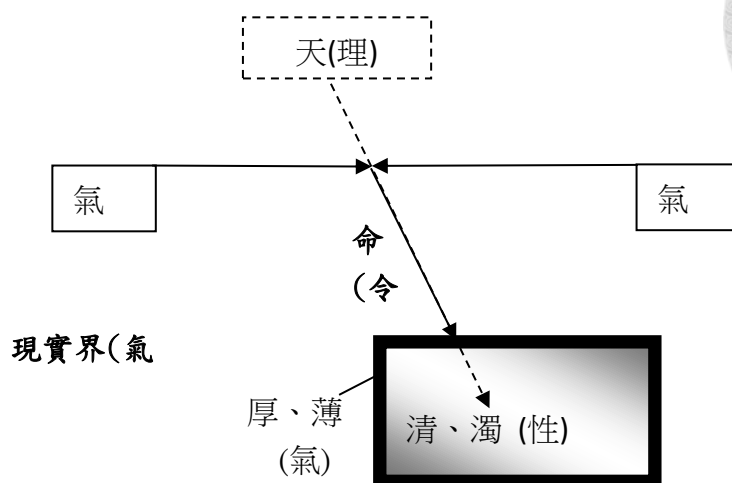 天(理)
氣
氣
命
(令
現實界(氣
厚、薄
(氣)
清、濁 (性)